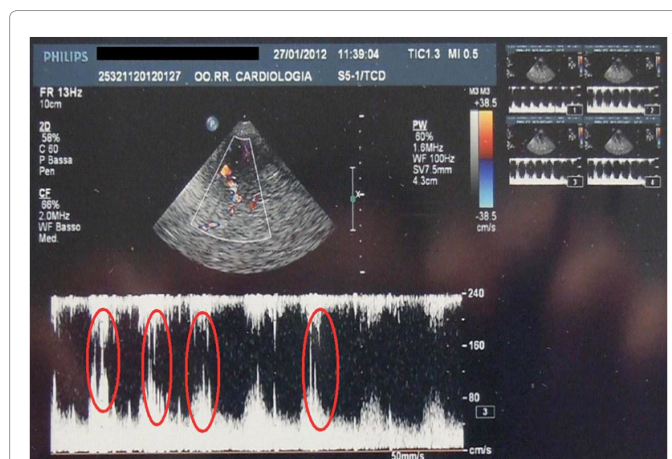 PHILIPS 27/01/2012 11:39:04 TIC1.3 MI 0.5
25321120120127 OO.RR. CARDIOLOGIA S5-1/TCD
FR 13Hz
10cm
2D
58%
C 60
P Bassa
Pen
CF
66%
2.0MHz
WF Basso
Med.
P
X
PW
60%
1.6MHz
WF 100Hz
SV7.5mm
4.3cm
M3 M3
+38.5
-38.5
cm/s
1
2
3
4
240
160
80
3
cm/s
50mm/s